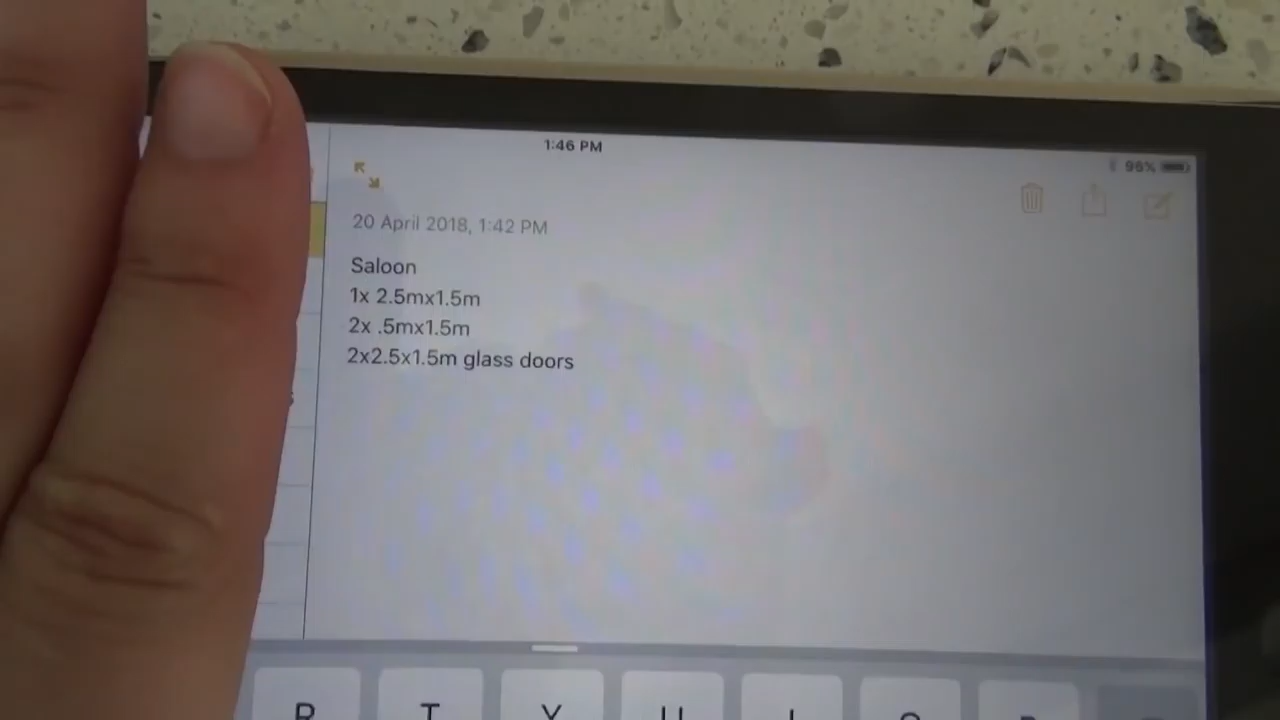 1:46 PM
96%
20 April 2018, 1:42 PM
Saloon
1x 2.5mx1.5m
2x .5mx1.5m
2x2.5x1.5m glass doors
R T Y U I O P